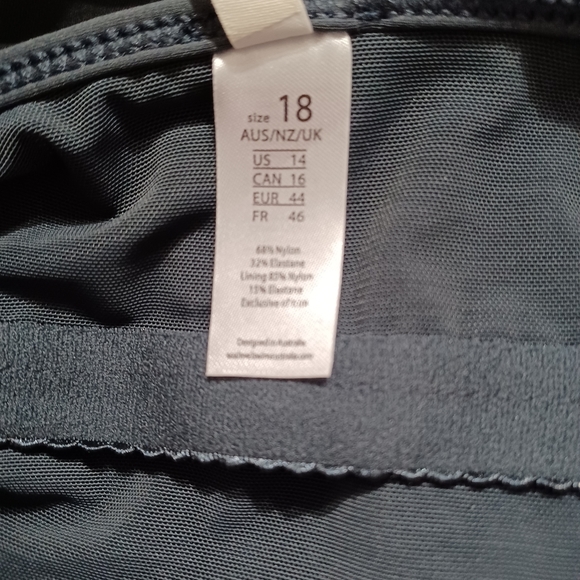 size 18
AUS/NZ/UK
US 14
CAN 16
EUR 44
FR 46
68% Nylon
32% Elastane
Lining 85% Nylon
15% Elastane
Exclusive of trim
Designed in Australia